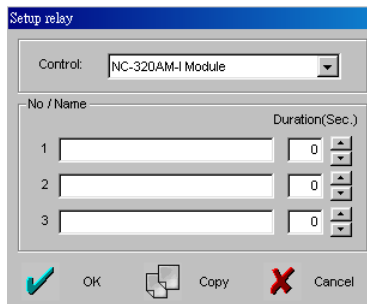 Setup relay
Control: NC-320AM-I Module
No / Name
Duration(Sec.)
1 0
2 0
3 0
OK Copy Cancel